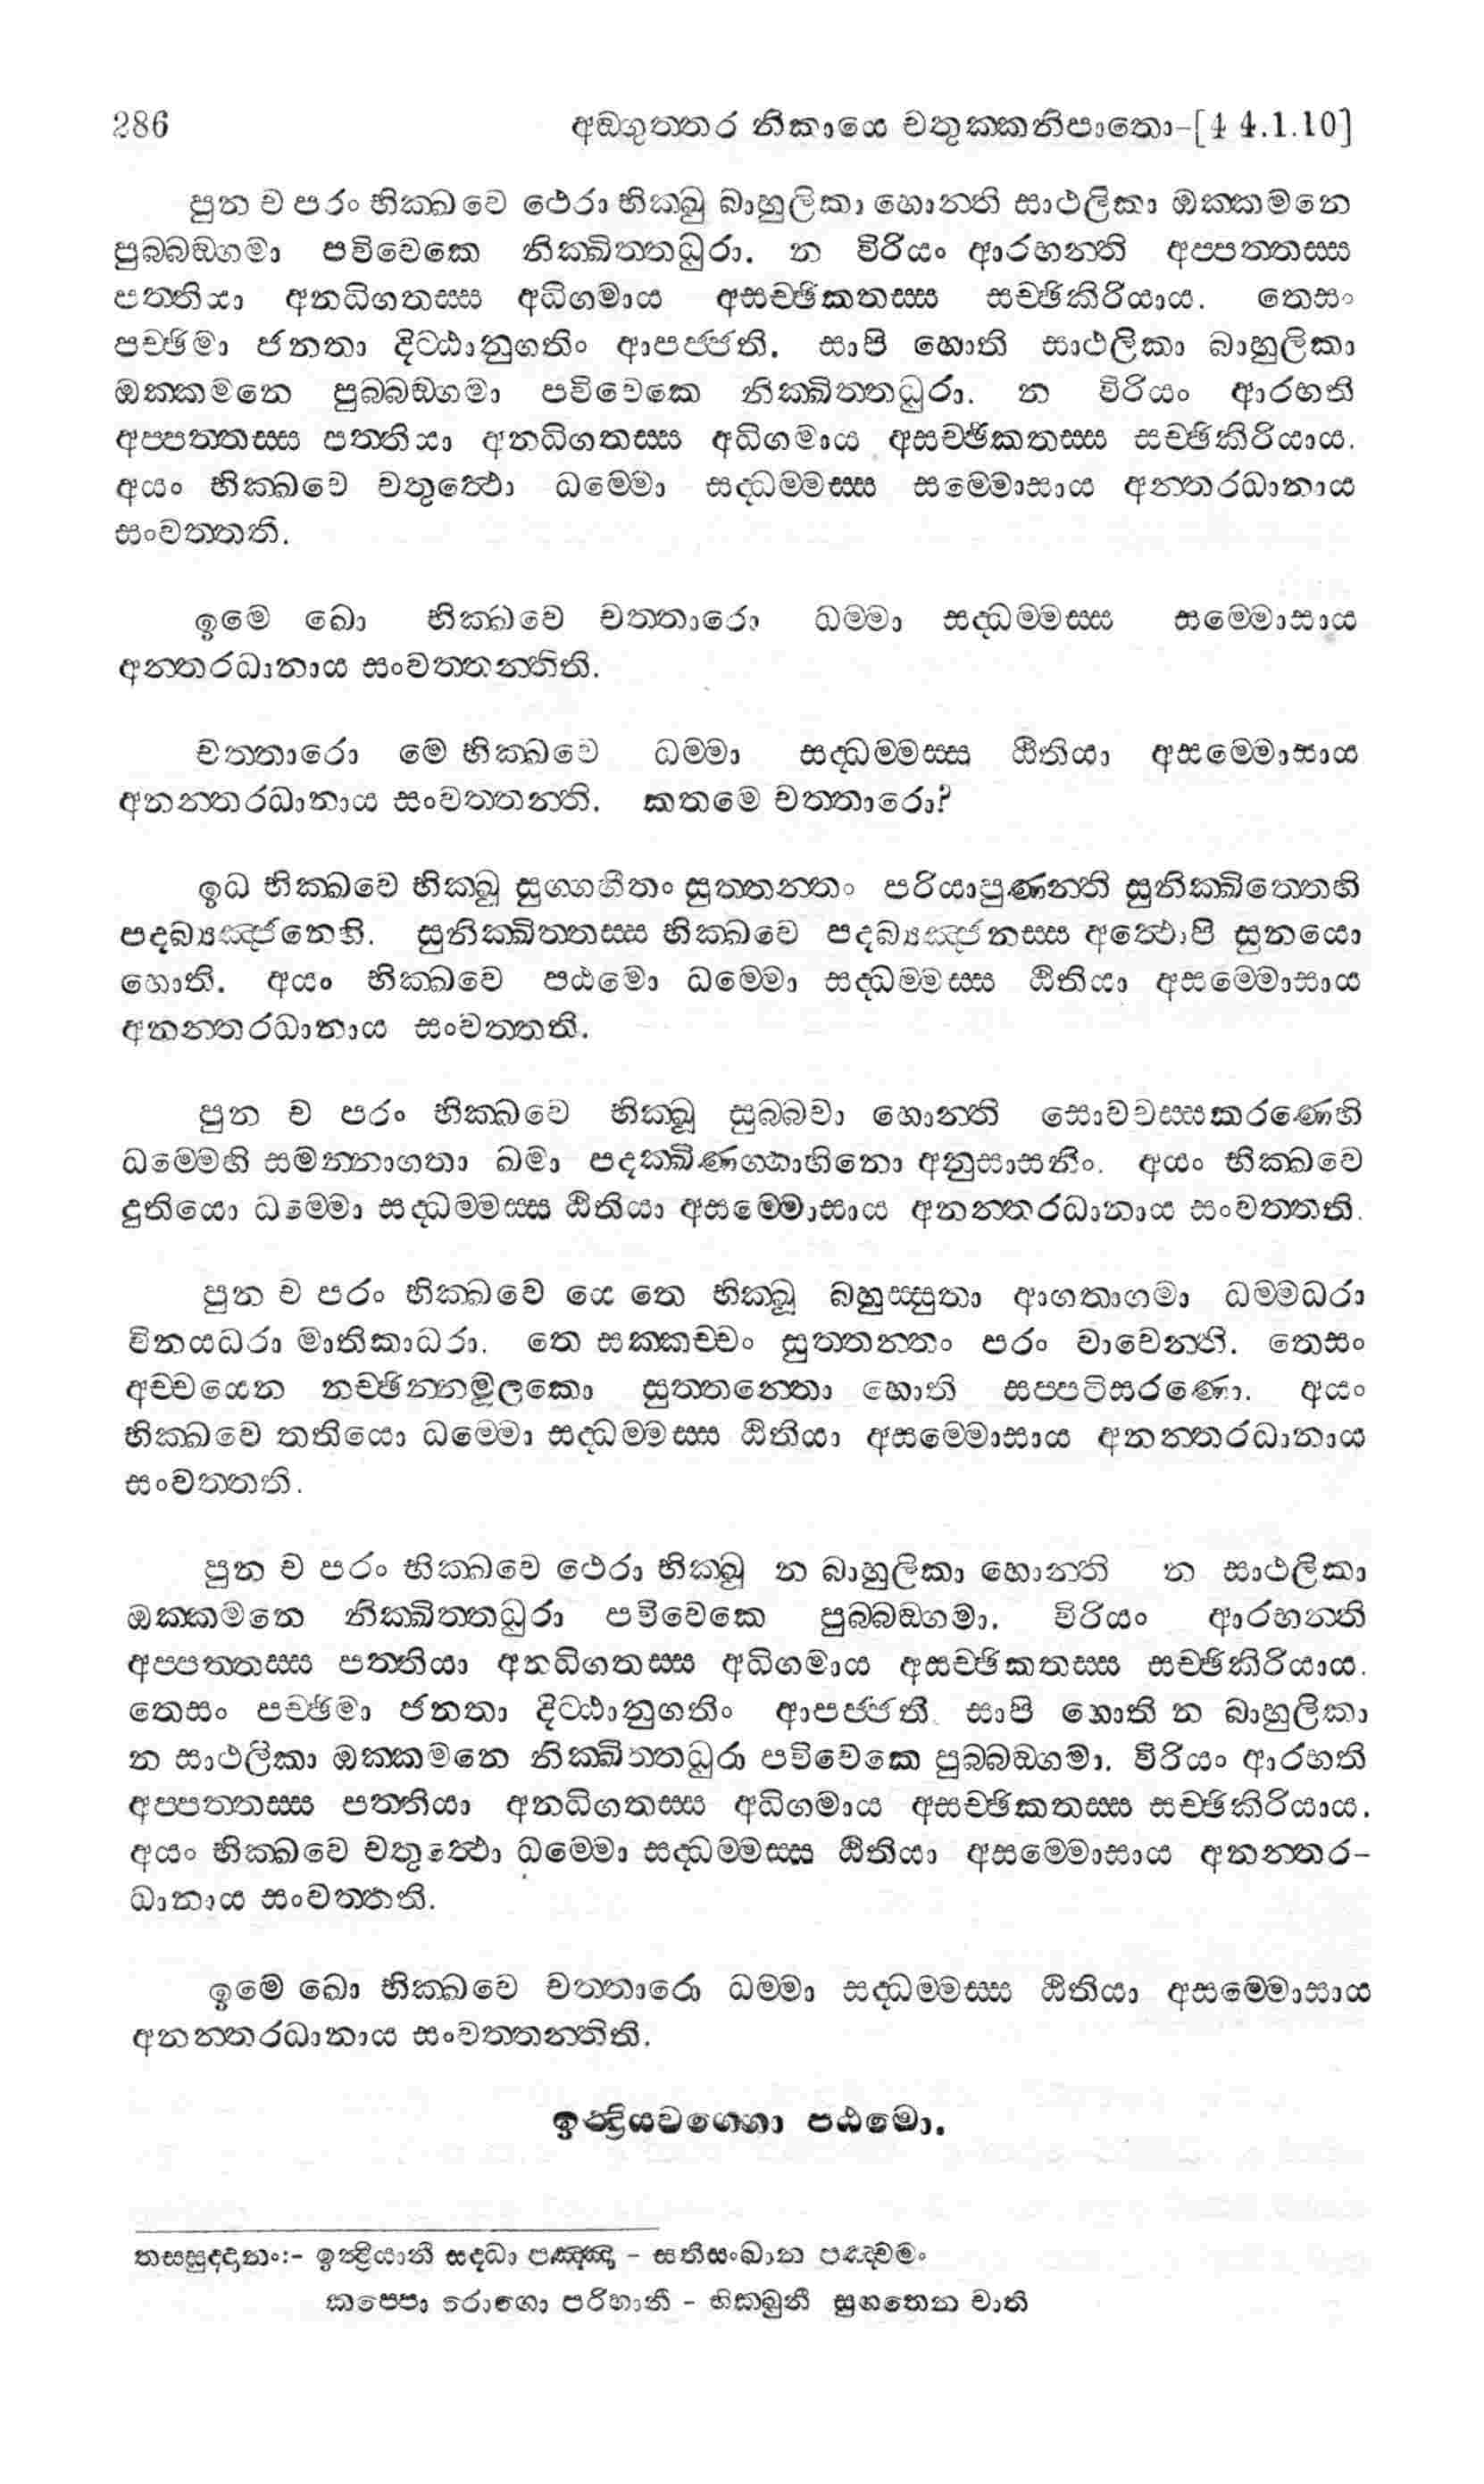 286 අඞ්ගුත්තර නිකායෙ චතුක්කනිපාතො-[4 4.1.10]
පුන ච පරං භික්ඛවෙ ථෙරා භික්ඛු බාහුලිකා හොන්ති සාථලිකා ඔක්කමනෙ
පුබ්බඞ්ගමා පවිවෙකෙ නික්ඛිත්තධුරා. න විරියං ආරභන්ති අප්පත්තස්ස
පත්තියා අනධිගතස්ස අධිගමාය අසච්ඡිකතස්ස සච්ඡිකිරියාය. තෙසං
පච්ඡිමා ජනතා දිට්ඨානුගතිං ආපජ්ජති. සාපි හොති සාථලිකා බාහුලිකා
ඔක්කමනෙ පුබ්බඞ්ගමා පවිවෙකෙ නික්ඛිත්තධුරා. න විරියං ආරභති
අප්පත්තස්ස පත්තියා අනධිගතස්ස අධිගමාය අසච්ඡිකතස්ස සච්ඡිකිරියාය.
අයං භික්ඛවෙ චතුත්ථො ධම්මො සද්ධම්මස්ස සම්මොසාය අන්තරධානාය
සංවත්තති.
ඉමෙ ඛො භික්ඛවෙ චත්තාරො ධම්මා සද්ධම්මස්ස සම්මොසාය
අන්තරධානාය සංවත්තන්තිති.
චත්තාරො මෙ භික්ඛවෙ ධම්මා සද්ධම්මස්ස ඨිතියා අසම්මොසාය
අනන්තරධානාය සංවත්තන්ති. කතමෙ චත්තාරො?
ඉධ භික්ඛවෙ භික්ඛූ සුග්ගහීතං සුත්තන්තං පරියාපුණන්ති සුනික්ඛිත්තෙහි
පදබ්‍යඤ්ජනෙහි. සුනික්ඛිත්තස්ස භික්ඛවෙ පදබ්‍යඤ්ජනස්ස අත්ථොපි සුනයො
හොති. අයං භික්ඛවෙ පඨමො ධම්මො සද්ධම්මස්ස ඨිතියා අසම්මොසාය
අනන්තරධානාය සංවත්තති.
පුන ච පරං භික්ඛවෙ භික්ඛූ සුබ්බචා හොන්ති සොවචස්සකරණෙහි
ධම්මෙහි සමන්නාගතා ඛමා පදක්ඛිණග්ගාහිනො අනුසාසනිං. අයං භික්ඛවෙ
දුතියො ධම්මො සද්ධම්මස්ස ඨිතියා අසම්මොසාය අනන්තරධානාය සංවත්තති.
පුන ච පරං භික්ඛවෙ යෙ තෙ භික්ඛූ බහුස්සුතා ආගතාගමා ධම්මධරා
විනයධරා මාතිකාධරා. තෙ සක්කච්චං සුත්තන්තං පරං වාචෙන්ති. තෙසං
අච්චයෙන නච්ඡින්නමූලකො සුත්තන්තො හොති සප්පටිසරණො. අයං
භික්ඛවෙ තතියො ධම්මො සද්ධම්මස්ස ඨිතියා අසම්මොසාය අනන්තරධානාය
සංවත්තති.
පුන ච පරං භික්ඛවෙ ථෙරා භික්ඛූ න බාහුලිකා හොන්ති න සාථලිකා
ඔක්කමනෙ නික්ඛිත්තධුරා පවිවෙකෙ පුබ්බඞ්ගමා. විරියං ආරභන්ති
අප්පත්තස්ස පත්තියා අනධිගතස්ස අධිගමාය අසච්ඡිකතස්ස සච්ඡිකිරියාය.
තෙසං පච්ඡිමා ජනතා දිට්ඨානුගතිං ආපජ්ජති. සාපි හොති න බාහුලිකා
න සාථලිකා ඔක්කමනෙ නික්ඛිත්තධුරා පවිවෙකෙ පුබ්බඞ්ගමා. විරියං ආරභති
අප්පත්තස්ස පත්තියා අනධිගතස්ස අධිගමාය අසච්ඡිකතස්ස සච්ඡිකිරියාය.
අයං භික්ඛවෙ චතුත්ථො ධම්මො සද්ධම්මස්ස ඨිතියා අසම්මොසාය අනන්තර-
ධානාය සංවත්තති.
ඉමෙ ඛො භික්ඛවෙ චත්තාරො ධම්මා සද්ධම්මස්ස ඨිතියා අසම්මොසාය
අනන්තරධානාය සංවත්තන්තිති.
ඉන්ද්‍රියවග්ගො පඨමො.
තස්සුද්දානං:- ඉන්ද්‍රියානි සද්ධා පඤ්ඤා - සතිසංඛාන පඤ්චමං
කප්පො රොගො පරිහානි - භික්ඛුනී සුගතෙන චාති